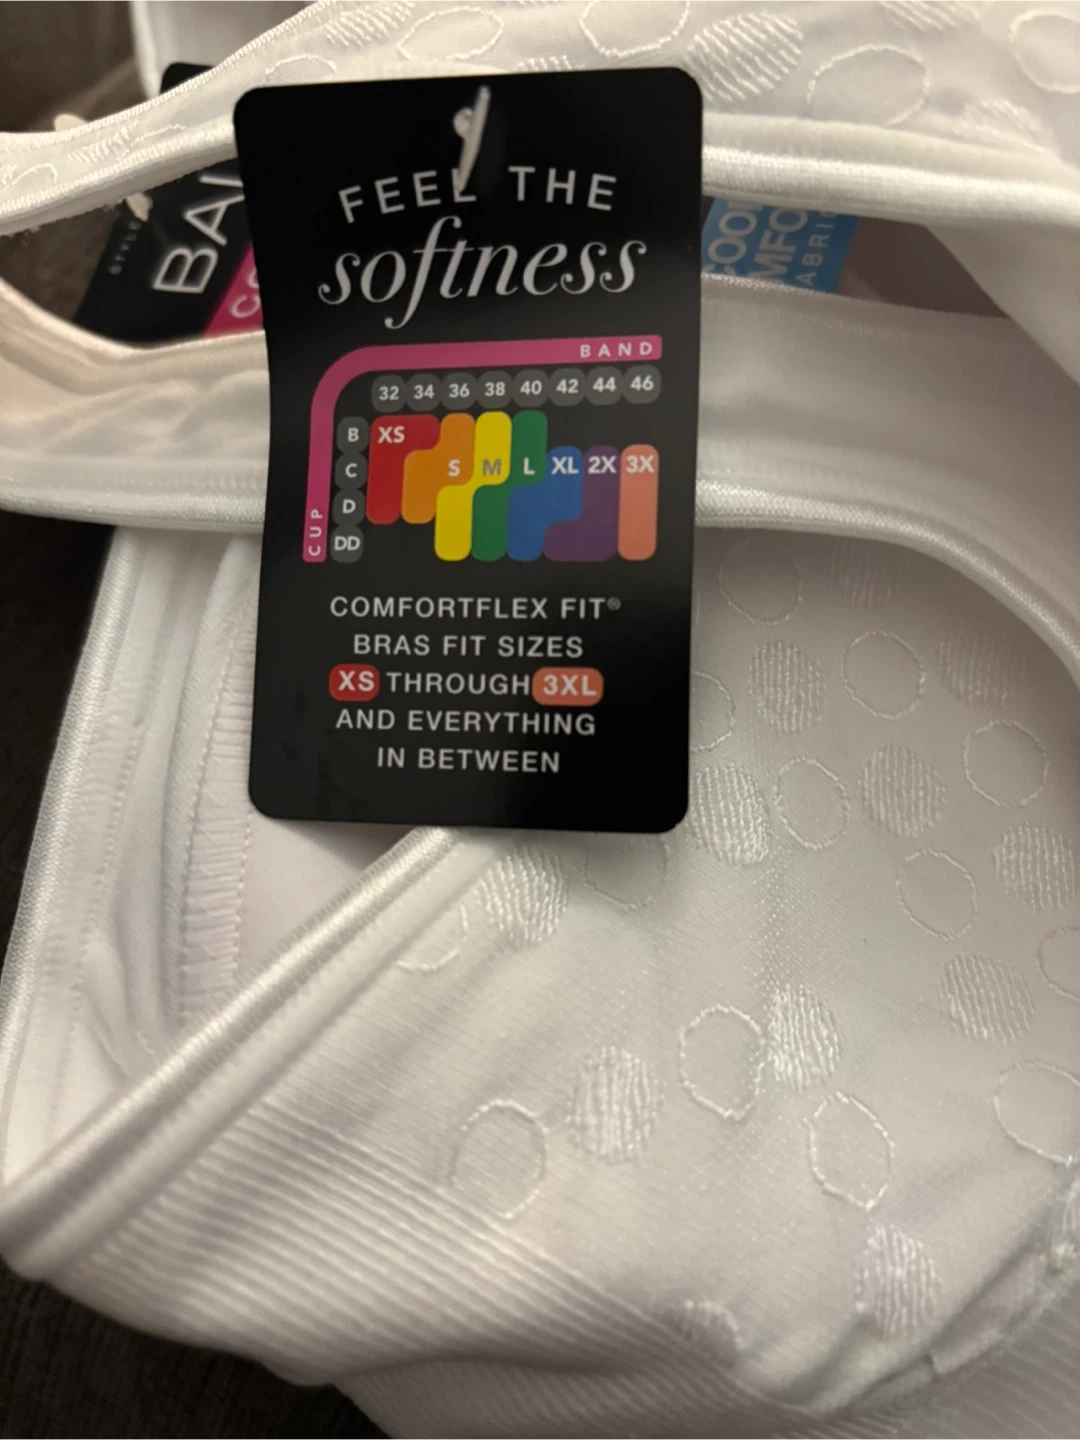 FEEL THE
softness
BAND
32 34 36 38 40 42 44 46
CUP
B XS
C S M L XL 2X 3X
D
DD
COMFORTFLEX FIT®
BRAS FIT SIZES
XS THROUGH 3XL
AND EVERYTHING
IN BETWEEN
STYLE